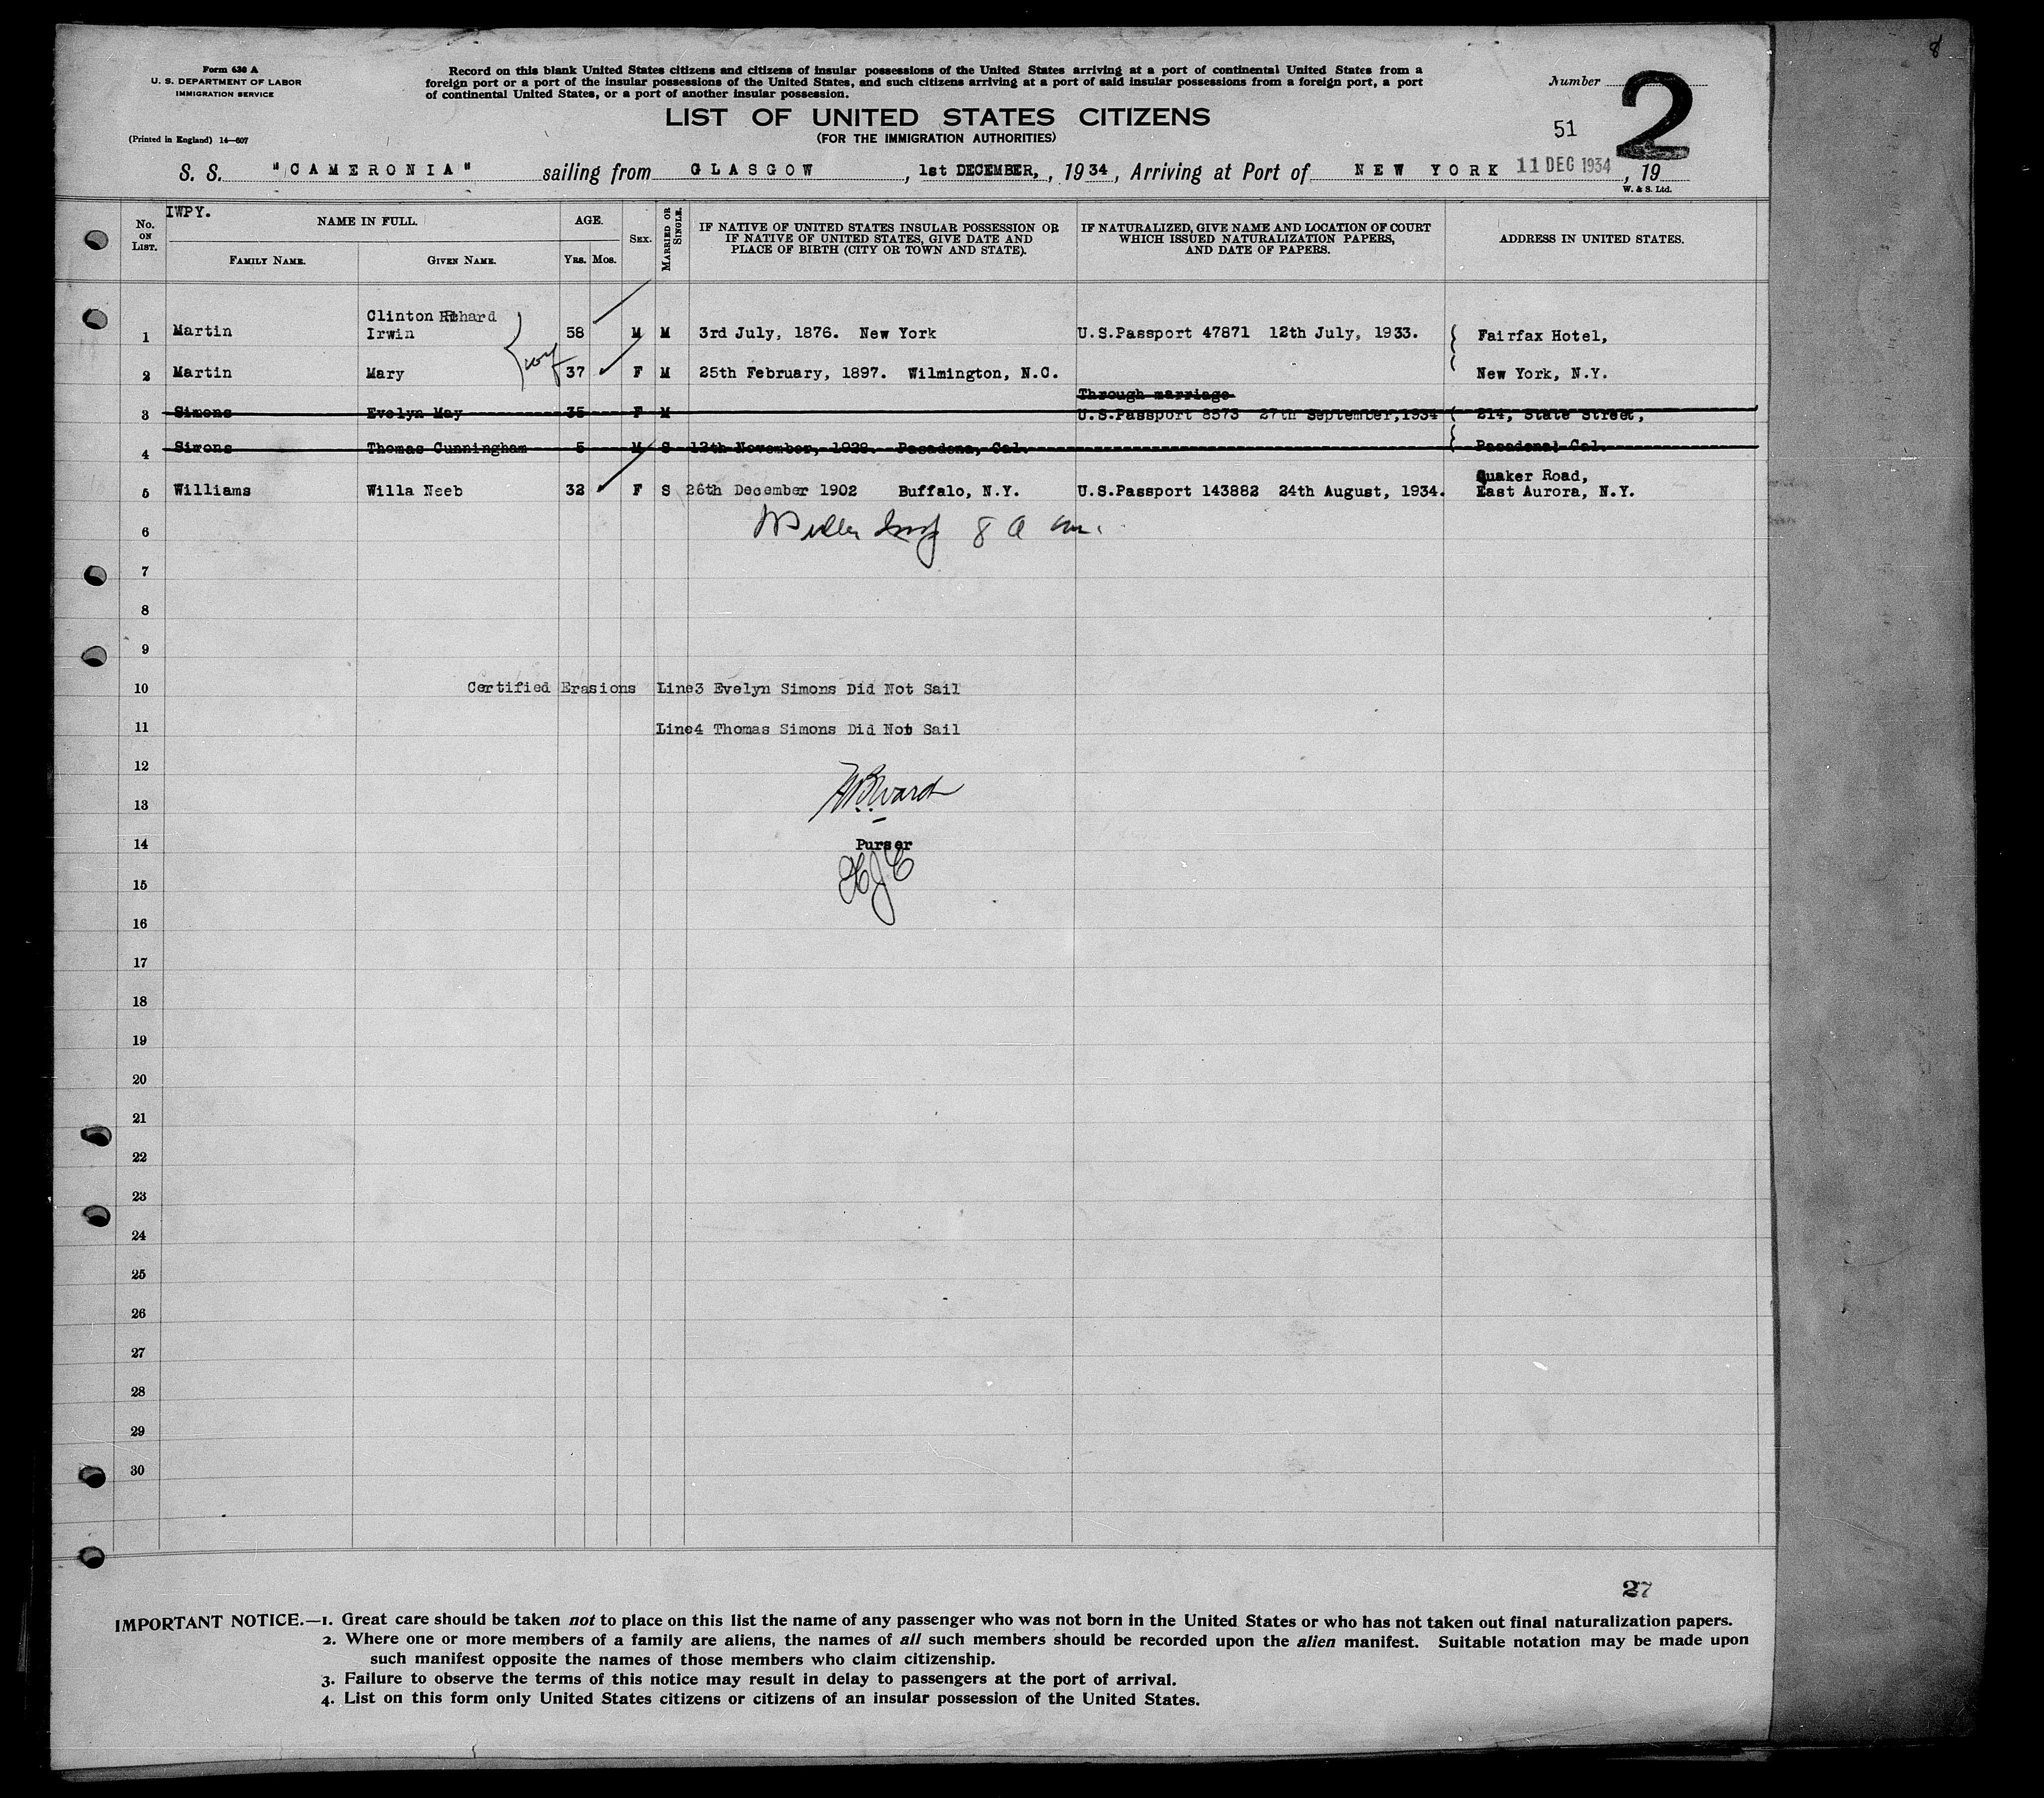 8
Form 630 A
U. S. DEPARTMENT OF LABOR
IMMIGRATION SERVICE
(Printed in England) 14—607
Record on this blank United States citizens and citizens of insular possessions of the United States arriving at a port of continental United States from a
foreign port or a port of the insular possessions of the United States, and such citizens arriving at a port of said insular possessions from a foreign port, a port
of continental United States, or a port of another insular possession.
Number 2
LIST OF UNITED STATES CITIZENS
(FOR THE IMMIGRATION AUTHORITIES)
51
S. S. "CAMERONIA" sailing from GLASGOW, 1st DECEMBER, , 1934, Arriving at Port of NEW YORK 11 DEC 1934, 19
W. & S. Ltd.
IWPY.
No. ON LIST. NAME IN FULL. AGE. SEX. MARRIED OR SINGLE. IF NATIVE OF UNITED STATES INSULAR POSSESSION OR IF NATIVE OF UNITED STATES, GIVE DATE AND PLACE OF BIRTH (CITY OR TOWN AND STATE). IF NATURALIZED, GIVE NAME AND LOCATION OF COURT WHICH ISSUED NATURALIZATION PAPERS, AND DATE OF PAPERS. ADDRESS IN UNITED STATES.
FAMILY NAME. GIVEN NAME. YRS. MOS.
Clinton Richard
1 Martin Irwin 58 M M 3rd July, 1876. New York U.S.Passport 47871 12th July, 1933. Fairfax Hotel,
2 Martin Mary 37 F M 25th February, 1897. Wilmington, N.C. New York, N.Y.
Through marriage
3 Simons Evelyn May 35 F M U.S.Passport 8573 27th September,1934 214, State Street,
4 Simons Thomas Cunningham 5 M S 12th November, 1928. Pasadena, Cal. Pasadena, Cal.
Quaker Road,
5 Williams Willa Neeb 32 F S 26th December 1902 Buffalo, N.Y. U.S.Passport 143882 24th August, 1934. East Aurora, N.Y.
6 8 a m.
7
8
9
10 Certified Erasions Line3 Evelyn Simons Did Not Sail
11 Line4 Thomas Simons Did Not Sail
12
13 Ward
14 Purser
15
16
17
18
19
20
21
22
23
24
25
26
27
28
29
30
27
IMPORTANT NOTICE.—1. Great care should be taken not to place on this list the name of any passenger who was not born in the United States or who has not taken out final naturalization papers.
2. Where one or more members of a family are aliens, the names of all such members should be recorded upon the alien manifest. Suitable notation may be made upon
such manifest opposite the names of those members who claim citizenship.
3. Failure to observe the terms of this notice may result in delay to passengers at the port of arrival.
4. List on this form only United States citizens or citizens of an insular possession of the United States.